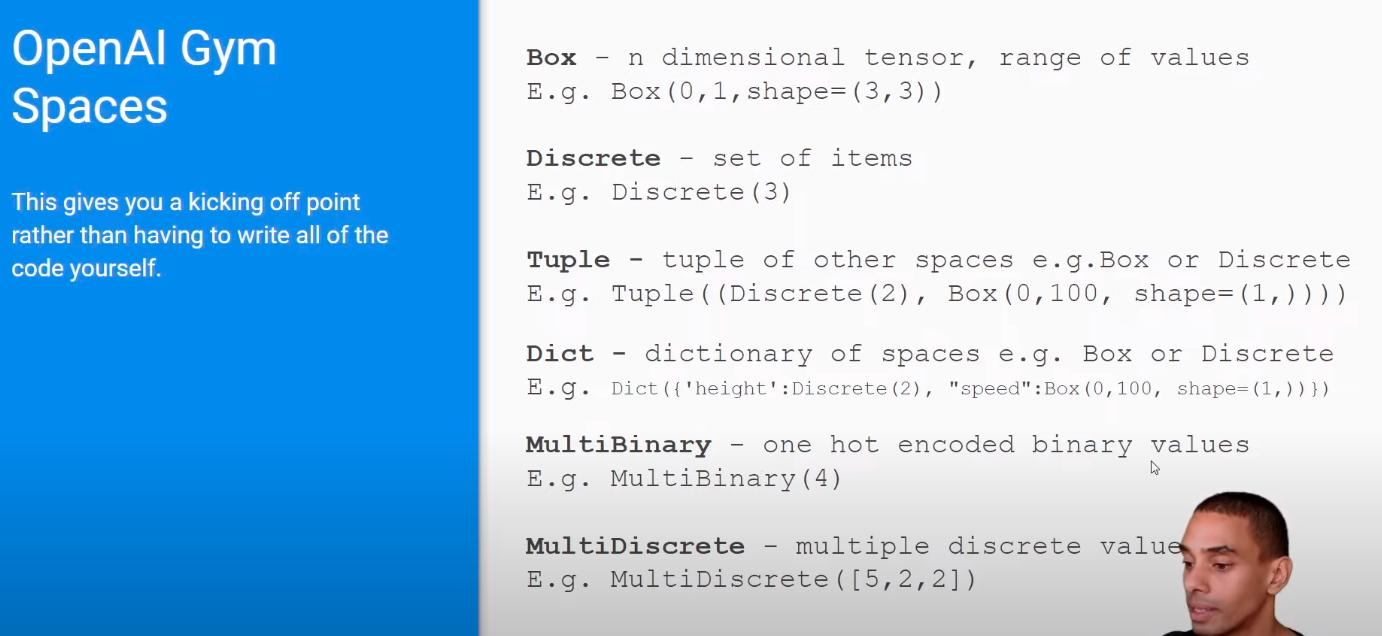 OpenAI Gym
Spaces
This gives you a kicking off point
rather than having to write all of the
code yourself.
Box – n dimensional tensor, range of values
E.g. Box(0,1,shape=(3,3))
Discrete – set of items
E.g. Discrete(3)
Tuple - tuple of other spaces e.g.Box or Discrete
E.g. Tuple((Discrete(2), Box(0,100, shape=(1,))))
Dict - dictionary of spaces e.g. Box or Discrete
E.g. Dict({'height':Discrete(2), "speed":Box(0,100, shape=(1,))})
MultiBinary – one hot encoded binary values
E.g. MultiBinary(4)
MultiDiscrete – multiple discrete value
E.g. MultiDiscrete([5,2,2])